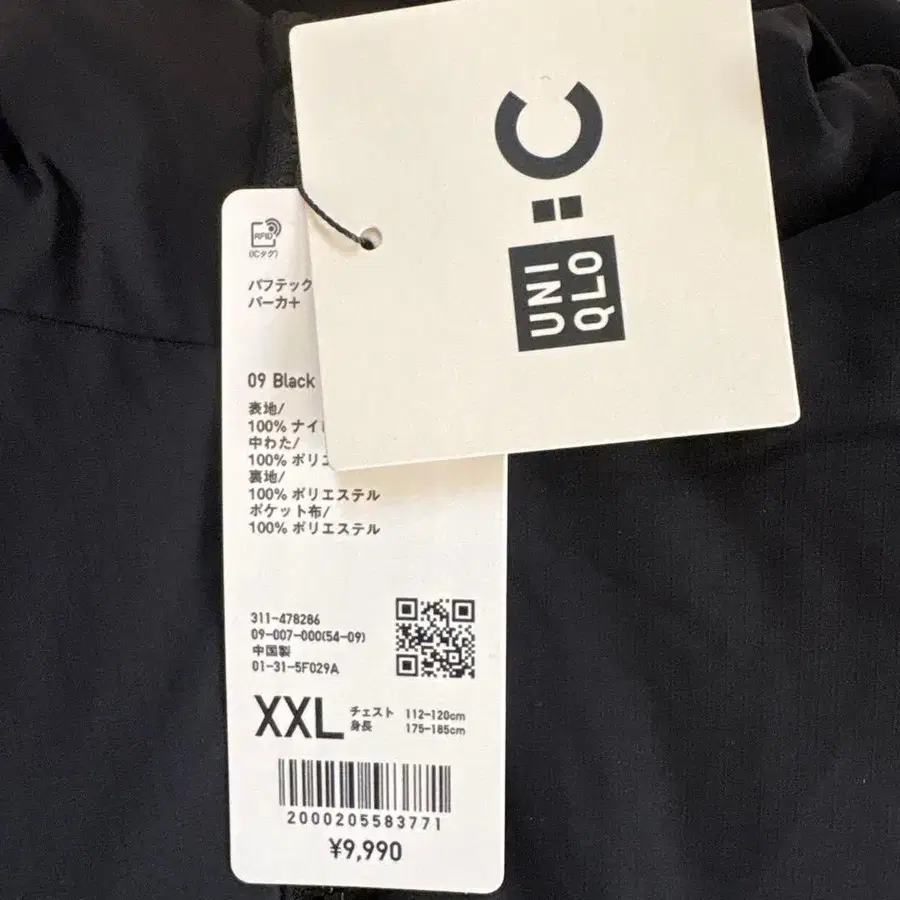 : C
UNI
QLO
RFID
(ICタグ)
パフテック
パーカ+
09 Black
表地/
100% ナイ
中わた/
100% ポリエ
裏地/
100% ポリエステル
ポケット布/
100% ポリエステル
311-478286
09-007-000(54-09)
中国製
01-31-5F029A
XXL
チェスト 112-120cm
身長 175-185cm
2000205583771
¥9,990